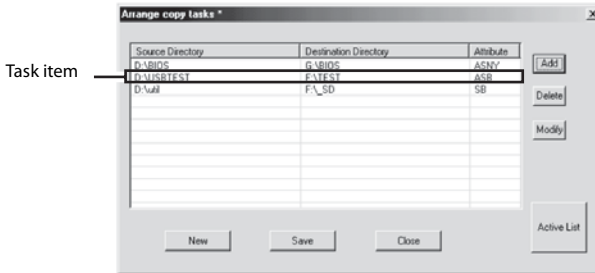 Arrange copy tasks *
Source Directory Destination Directory Attribute
D:\BIOS G:\BIOS ASNY
Task item D:\USBTEST F:\TEST ASB
D:\util F:\_SD SB
Add
Delete
Modify
New Save Close Active List